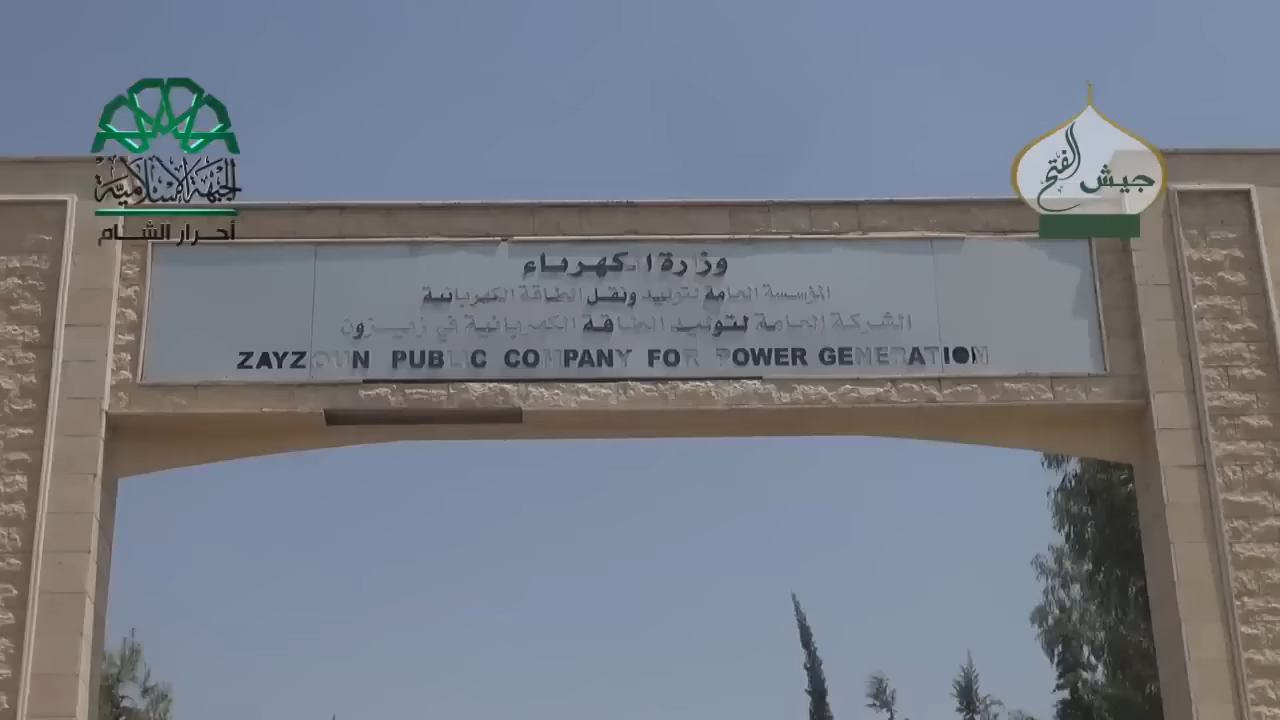 الجبهة الإسلامية
أحرار الشام
جيش الفتح
وزارة الكهرباء
المؤسسة العامة لتوليد ونقل الطاقة الكهربائية
الشركة العامة لتوليد الطاقة الكهربائية في زيزون
ZAYZOUN PUBLIC COMPANY FOR POWER GENERATION